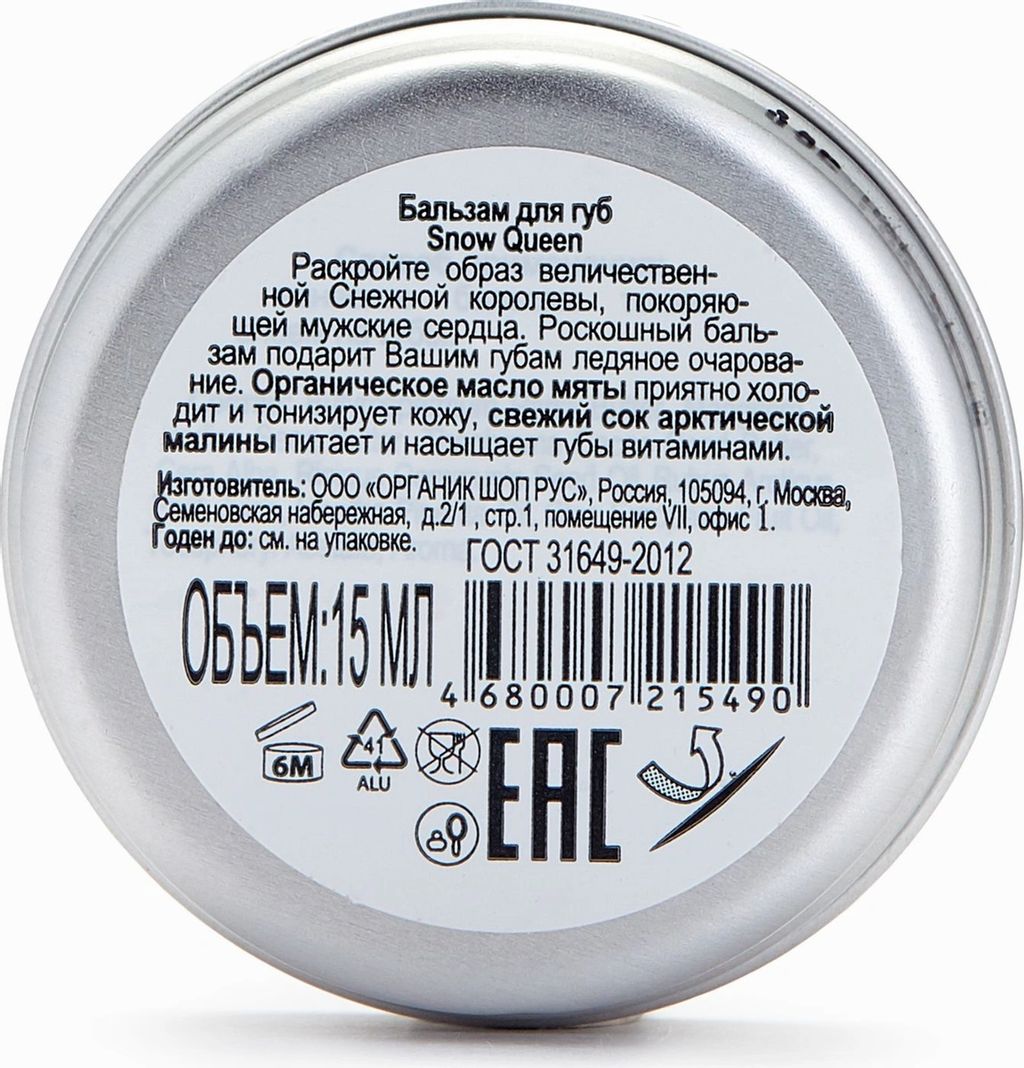 Бальзам для губ
Snow Queen
Раскройте образ величествен-
ной Снежной королевы, покоряю-
щей мужские сердца. Роскошный баль-
зам подарит Вашим губам ледяное очарова-
ние. Органическое масло мяты приятно холо-
дит и тонизирует кожу, свежий сок арктической
малины питает и насыщает губы витаминами.
Изготовитель: ООО «ОРГАНИК ШОП РУС», Россия, 105094, г. Москва,
Семеновская набережная, д.2/1 , стр.1, помещение VII, офис 1.
Годен до: см. на упаковке.
ГОСТ 31649-2012
ОБЪЕМ:15 МЛ
4 680007 215490
6M
41
ALU
EAC